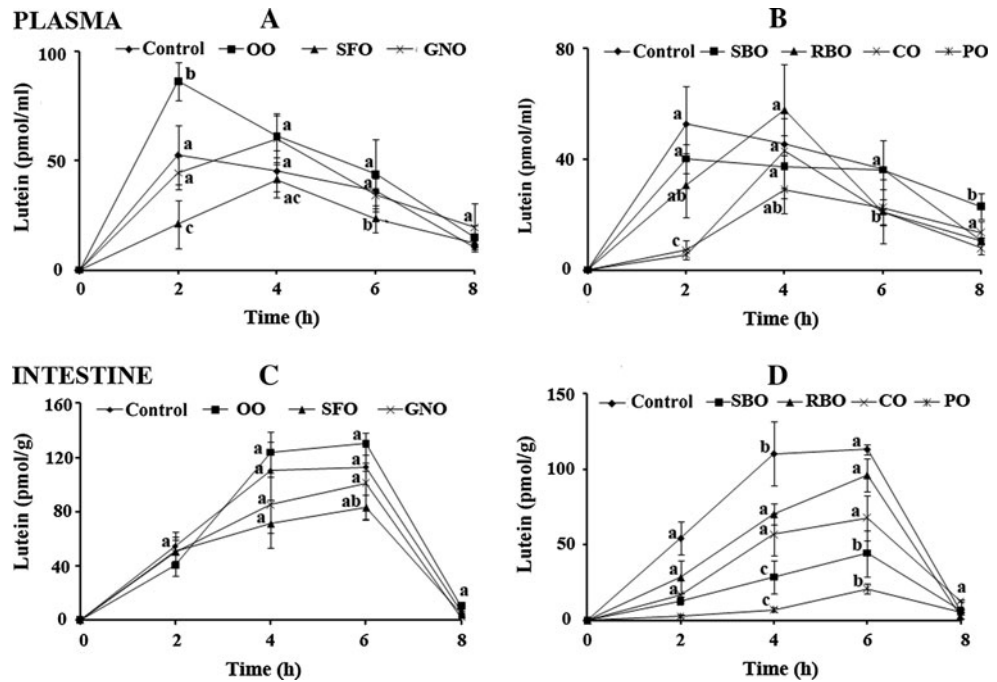 PLASMA
A
Control OO SFO GNO
100
50
0
Lutein (pmol/ml)
b
a
a
c
a
a
ac
a
a
b
a
0 2 4 6 8
Time (h)
B
Control SBO RBO CO PO
80
40
0
Lutein (pmol/ml)
a
a
ab
c
a
a
a
ab
a
b
b
a
0 2 4 6 8
Time (h)
INTESTINE
C
Control OO SFO GNO
160
120
80
40
0
Lutein (pmol/g)
a
a
a
a
a
a
a
a
ab
a
0 2 4 6 8
Time (h)
D
Control SBO RBO CO PO
150
100
50
0
Lutein (pmol/g)
a
a
a
b
a
a
c
c
a
a
a
b
b
a
0 2 4 6 8
Time (h)